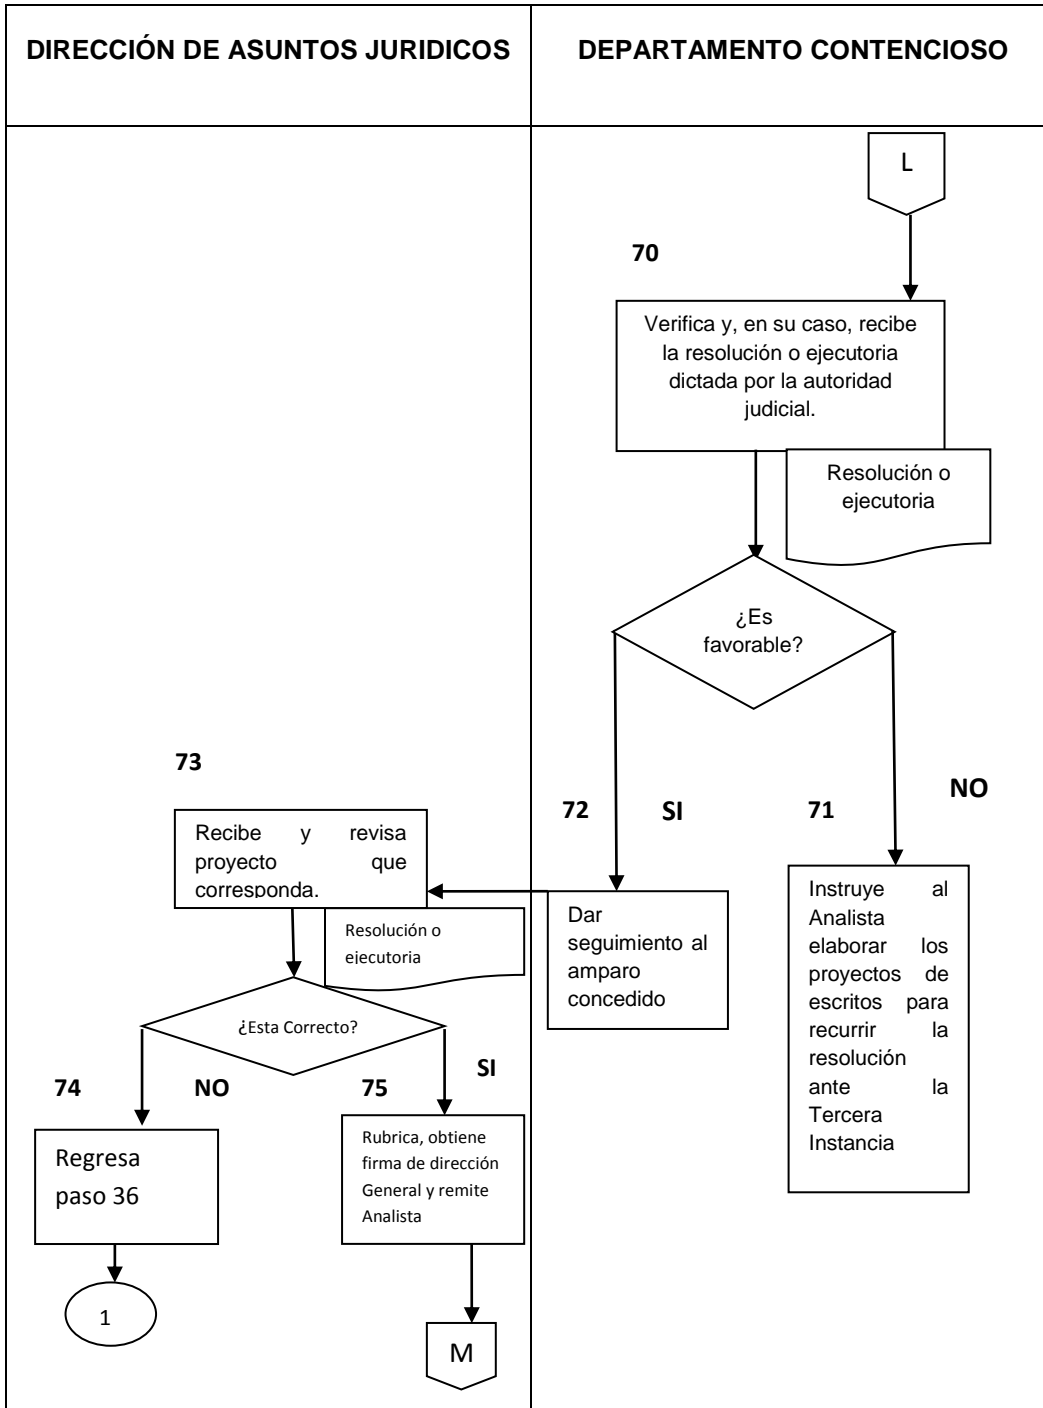 DIRECCIÓN DE ASUNTOS JURIDICOS
DEPARTAMENTO CONTENCIOSO
L
70
Verifica y, en su caso, recibe
la resolución o ejecutoria
dictada por la autoridad
judicial.
Resolución o
ejecutoria
¿Es
favorable?
73
Recibe y revisa
proyecto que
corresponda.
Resolución o
ejecutoria
72
SI
71
NO
Dar
seguimiento al
amparo
concedido
Instruye al
Analista
elaborar los
proyectos de
escritos para
recurrir la
resolución
ante la
Tercera
Instancia
¿Esta Correcto?
74
NO
75
SI
Regresa
paso 36
Rubrica, obtiene
firma de dirección
General y remite
Analista
1
M